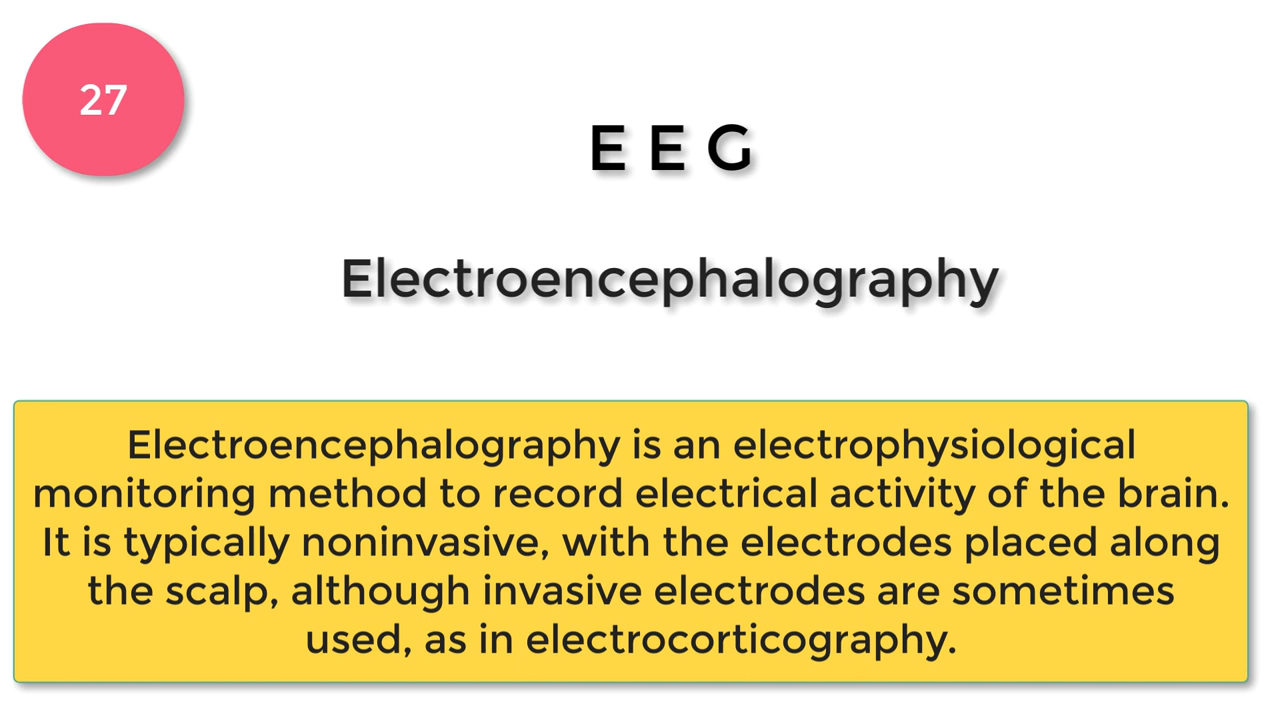 27
E E G
Electroencephalography
Electroencephalography is an electrophysiological
monitoring method to record electrical activity of the brain.
It is typically noninvasive, with the electrodes placed along
the scalp, although invasive electrodes are sometimes
used, as in electrocorticography.